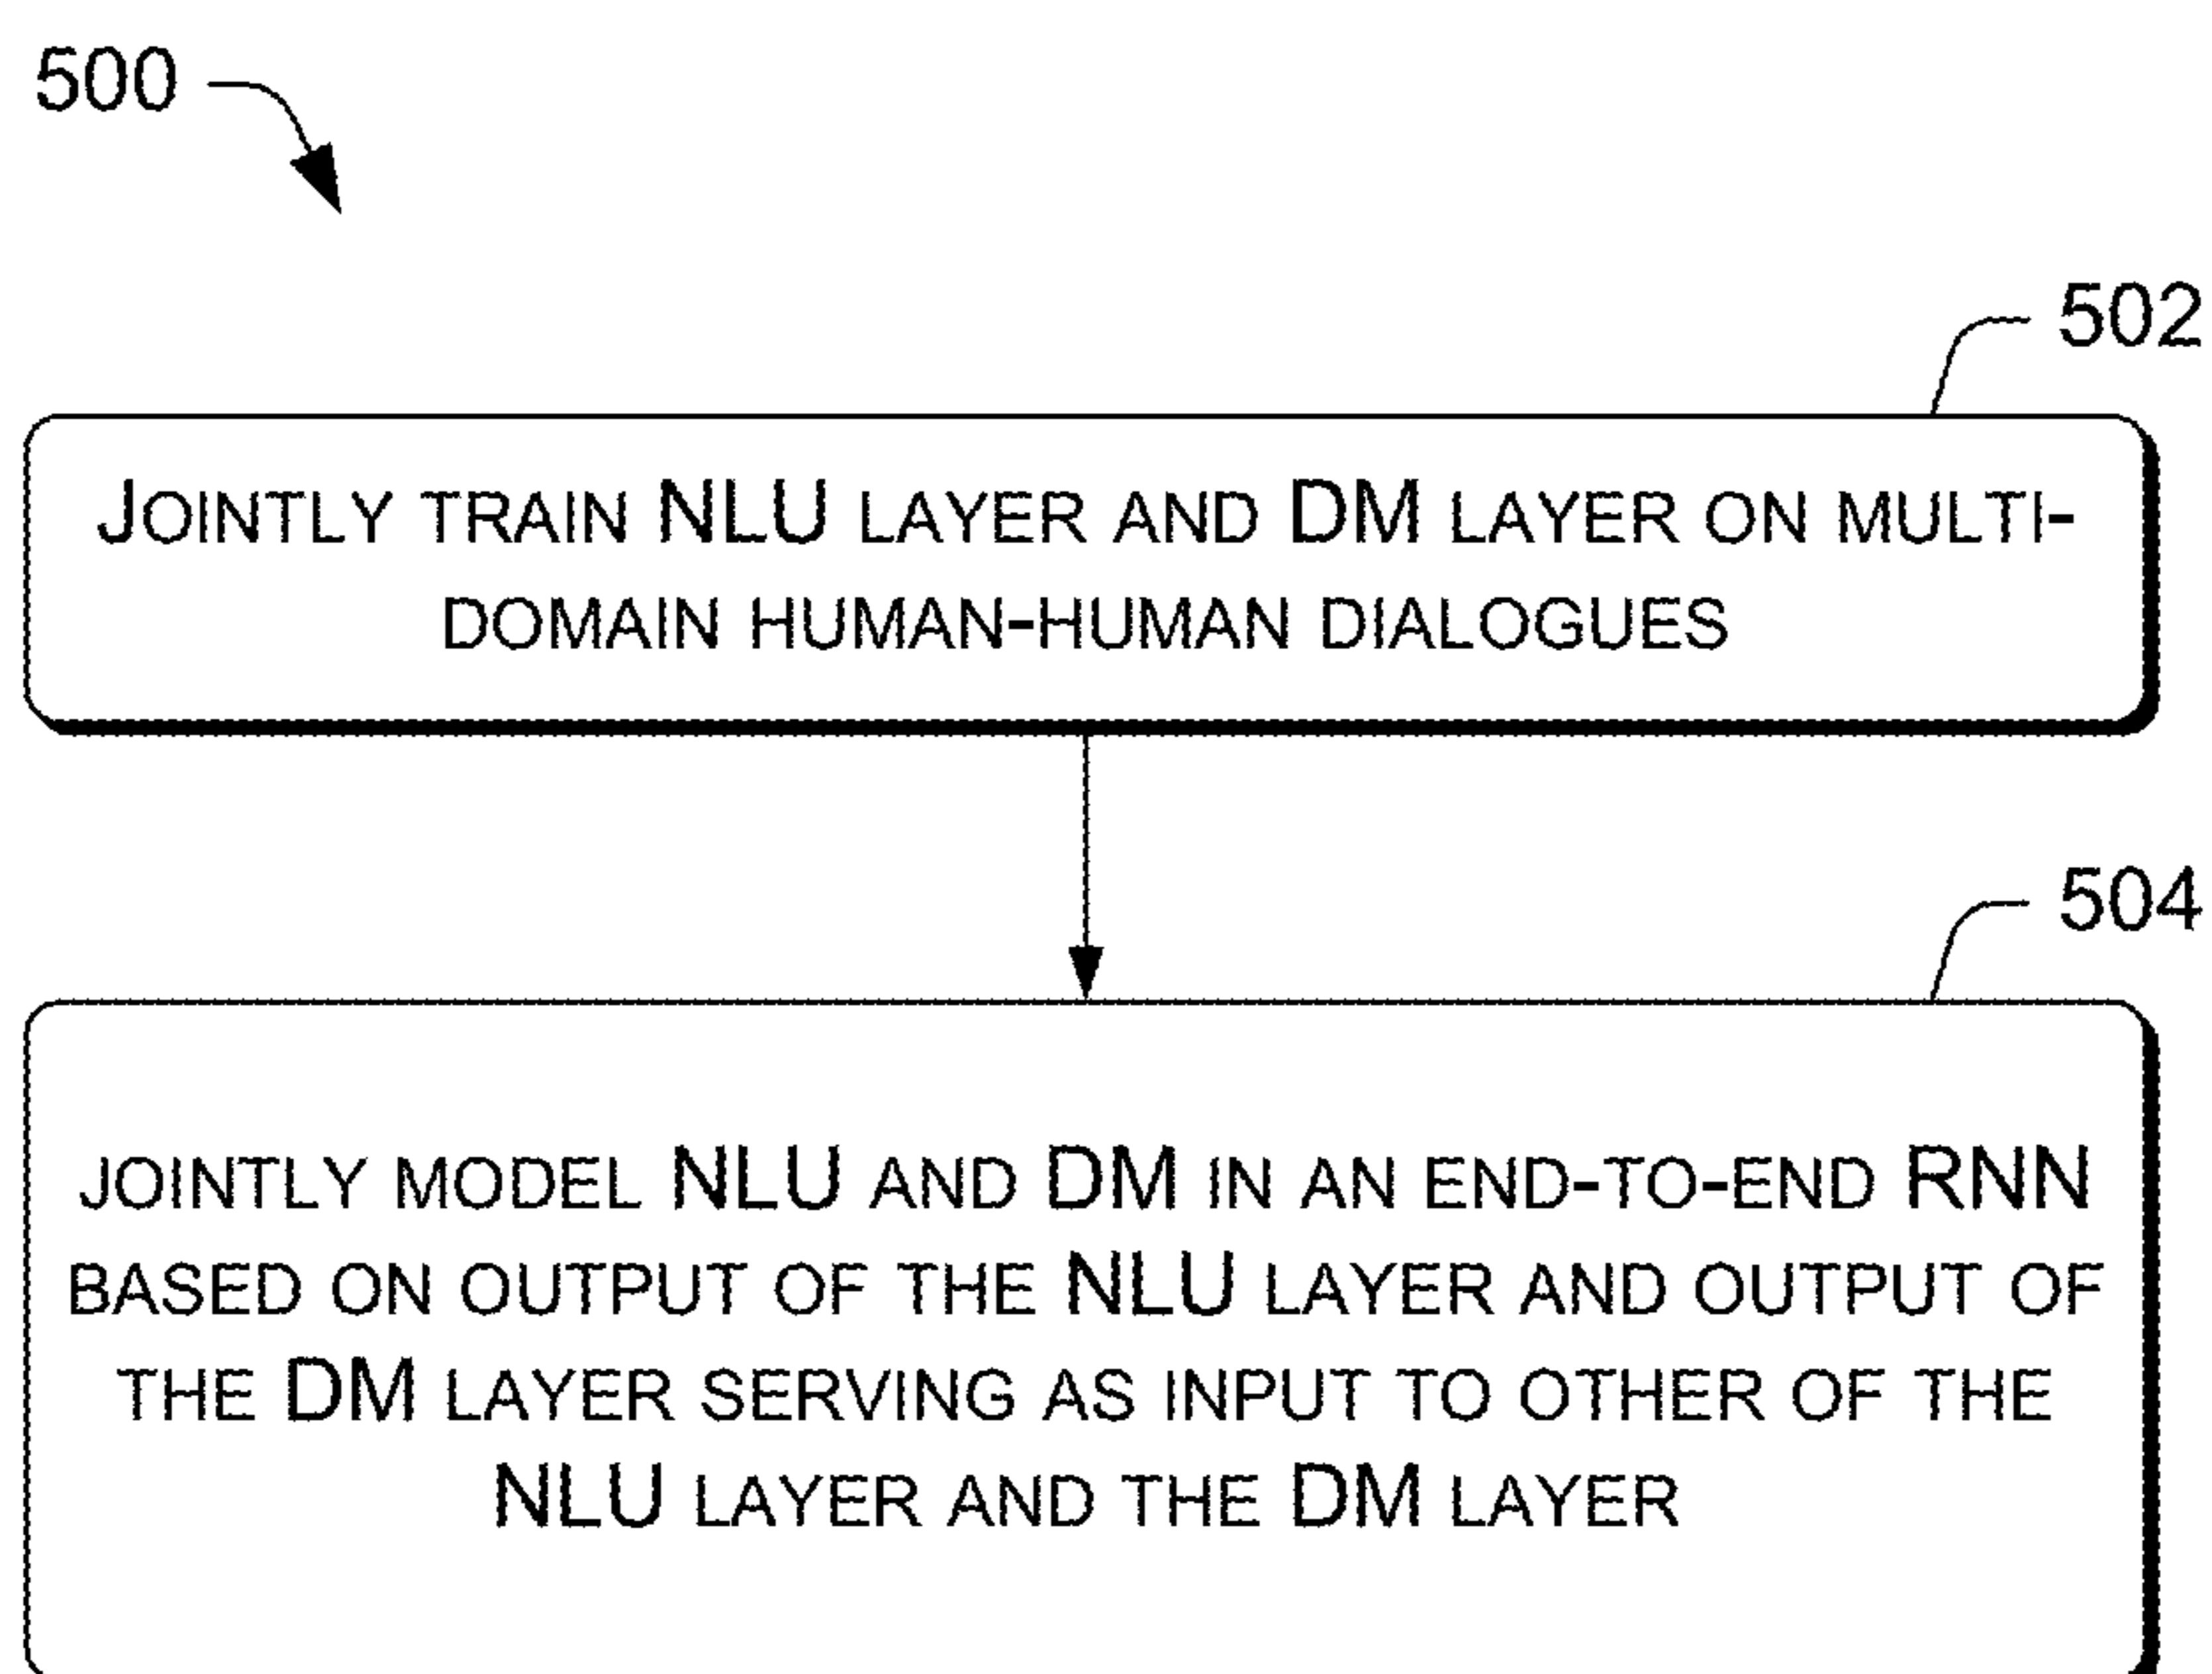 500
502
JOINTLY TRAIN NLU LAYER AND DM LAYER ON MULTI-
DOMAIN HUMAN-HUMAN DIALOGUES
504
JOINTLY MODEL NLU AND DM IN AN END-TO-END RNN
BASED ON OUTPUT OF THE NLU LAYER AND OUTPUT OF
THE DM LAYER SERVING AS INPUT TO OTHER OF THE
NLU LAYER AND THE DM LAYER